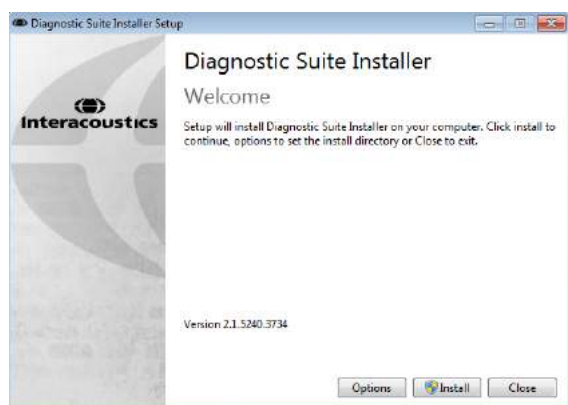 Diagnostic Suite Installer Setup
Diagnostic Suite Installer
Welcome
Interacoustics
Setup will install Diagnostic Suite Installer on your computer. Click install to
continue, options to set the install directory or Close to exit.
Version 2.1.5240.3734
Options
Install
Close